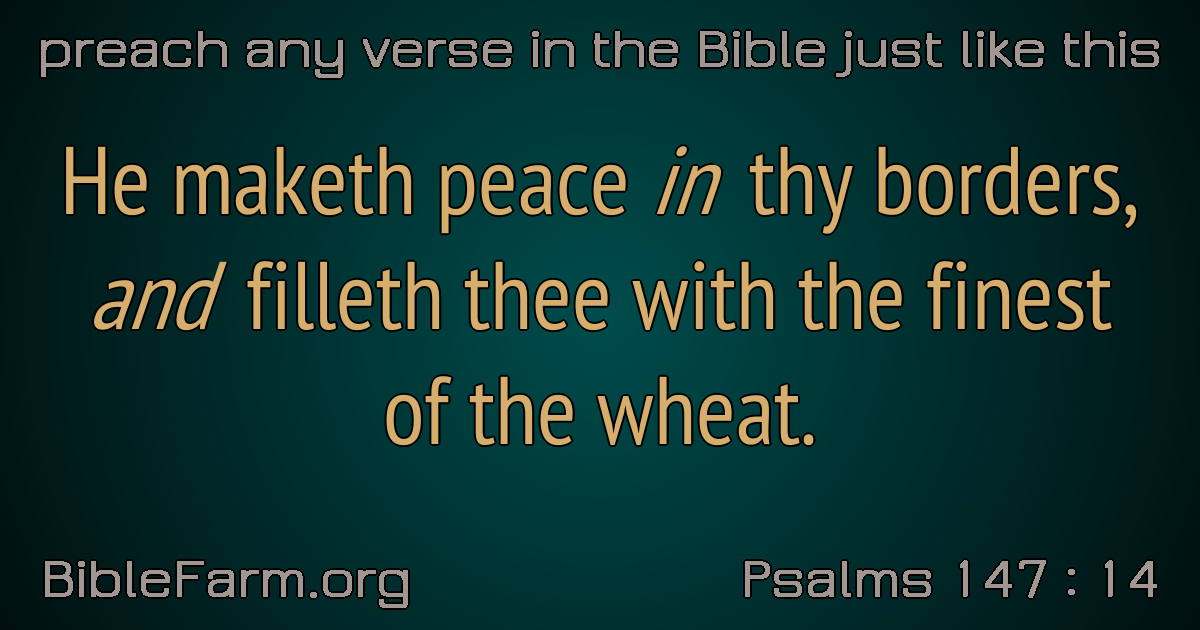 preach any verse in the Bible just like this
He maketh peace in thy borders,
and filleth thee with the finest
of the wheat.
BibleFarm.org
Psalms 147 : 14